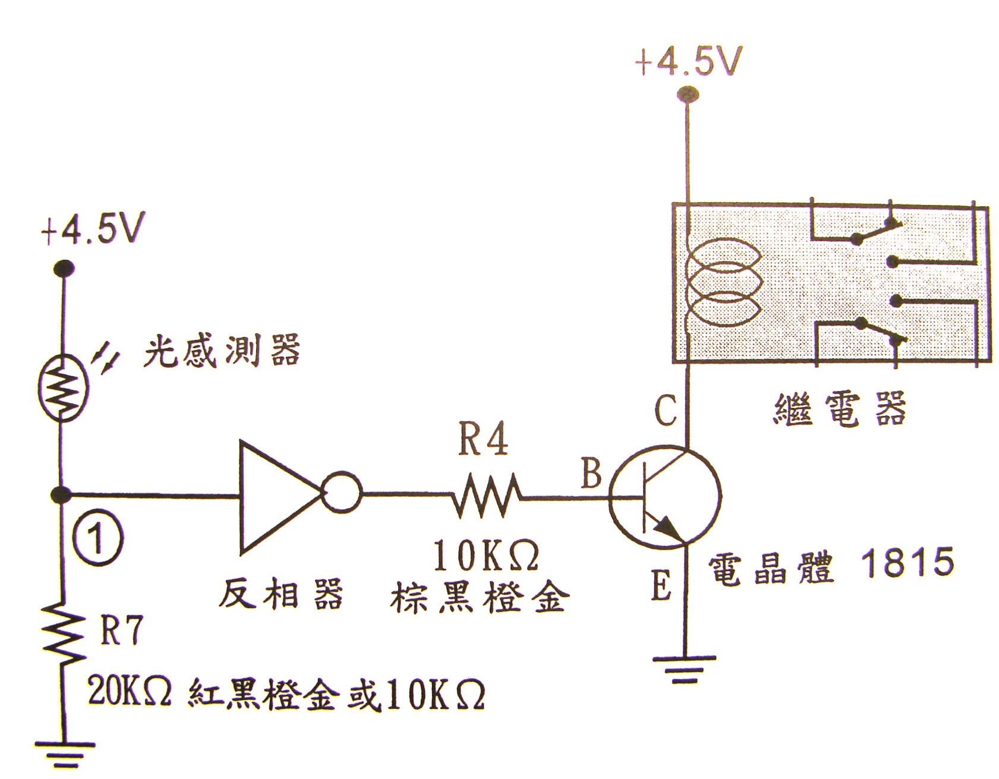 +4.5V
+4.5V
光感測器
繼電器
C
R4
B
①
10KΩ
電晶體 1815
反相器
棕黑橙金
E
R7
20KΩ 紅黑橙金或10KΩ